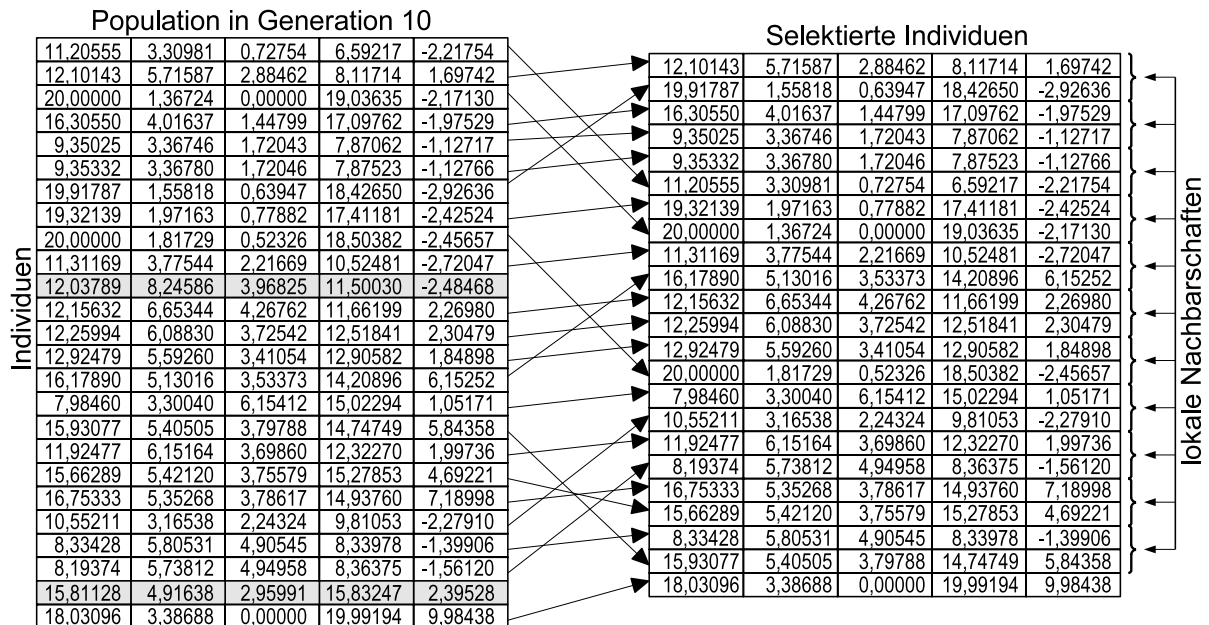 Population in Generation 10
11,20555 3,30981 0,72754 6,59217 -2,21754
12,10143 5,71587 2,88462 8,11714 1,69742
20,00000 1,36724 0,00000 19,03635 -2,17130
16,30550 4,01637 1,44799 17,09762 -1,97529
9,35025 3,36746 1,72043 7,87062 -1,12717
9,35332 3,36780 1,72046 7,87523 -1,12766
19,91787 1,55818 0,63947 18,42650 -2,92636
19,32139 1,97163 0,77882 17,41181 -2,42524
20,00000 1,81729 0,52326 18,50382 -2,45657
11,31169 3,77544 2,21669 10,52481 -2,72047
12,03789 8,24586 3,96825 11,50030 -2,48468
12,15632 6,65344 4,26762 11,66199 2,26980
12,25994 6,08830 3,72542 12,51841 2,30479
12,92479 5,59260 3,41054 12,90582 1,84898
16,17890 5,13016 3,53373 14,20896 6,15252
7,98460 3,30040 6,15412 15,02294 1,05171
15,93077 5,40505 3,79788 14,74749 5,84358
11,92477 6,15164 3,69860 12,32270 1,99736
15,66289 5,42120 3,75579 15,27853 4,69221
16,75333 5,35268 3,78617 14,93760 7,18998
10,55211 3,16538 2,24324 9,81053 -2,27910
8,33428 5,80531 4,90545 8,33978 -1,39906
8,19374 5,73812 4,94958 8,36375 -1,56120
15,81128 4,91638 2,95991 15,83247 2,39528
18,03096 3,38688 0,00000 19,99194 9,98438
Individuen
Selektierte Individuen
12,10143 5,71587 2,88462 8,11714 1,69742
19,91787 1,55818 0,63947 18,42650 -2,92636
16,30550 4,01637 1,44799 17,09762 -1,97529
9,35025 3,36746 1,72043 7,87062 -1,12717
9,35332 3,36780 1,72046 7,87523 -1,12766
11,20555 3,30981 0,72754 6,59217 -2,21754
19,32139 1,97163 0,77882 17,41181 -2,42524
20,00000 1,36724 0,00000 19,03635 -2,17130
11,31169 3,77544 2,21669 10,52481 -2,72047
16,17890 5,13016 3,53373 14,20896 6,15252
12,15632 6,65344 4,26762 11,66199 2,26980
12,25994 6,08830 3,72542 12,51841 2,30479
12,92479 5,59260 3,41054 12,90582 1,84898
20,00000 1,81729 0,52326 18,50382 -2,45657
7,98460 3,30040 6,15412 15,02294 1,05171
10,55211 3,16538 2,24324 9,81053 -2,27910
11,92477 6,15164 3,69860 12,32270 1,99736
8,19374 5,73812 4,94958 8,36375 -1,56120
16,75333 5,35268 3,78617 14,93760 7,18998
15,66289 5,42120 3,75579 15,27853 4,69221
8,33428 5,80531 4,90545 8,33978 -1,39906
15,93077 5,40505 3,79788 14,74749 5,84358
18,03096 3,38688 0,00000 19,99194 9,98438
lokale Nachbarschaften